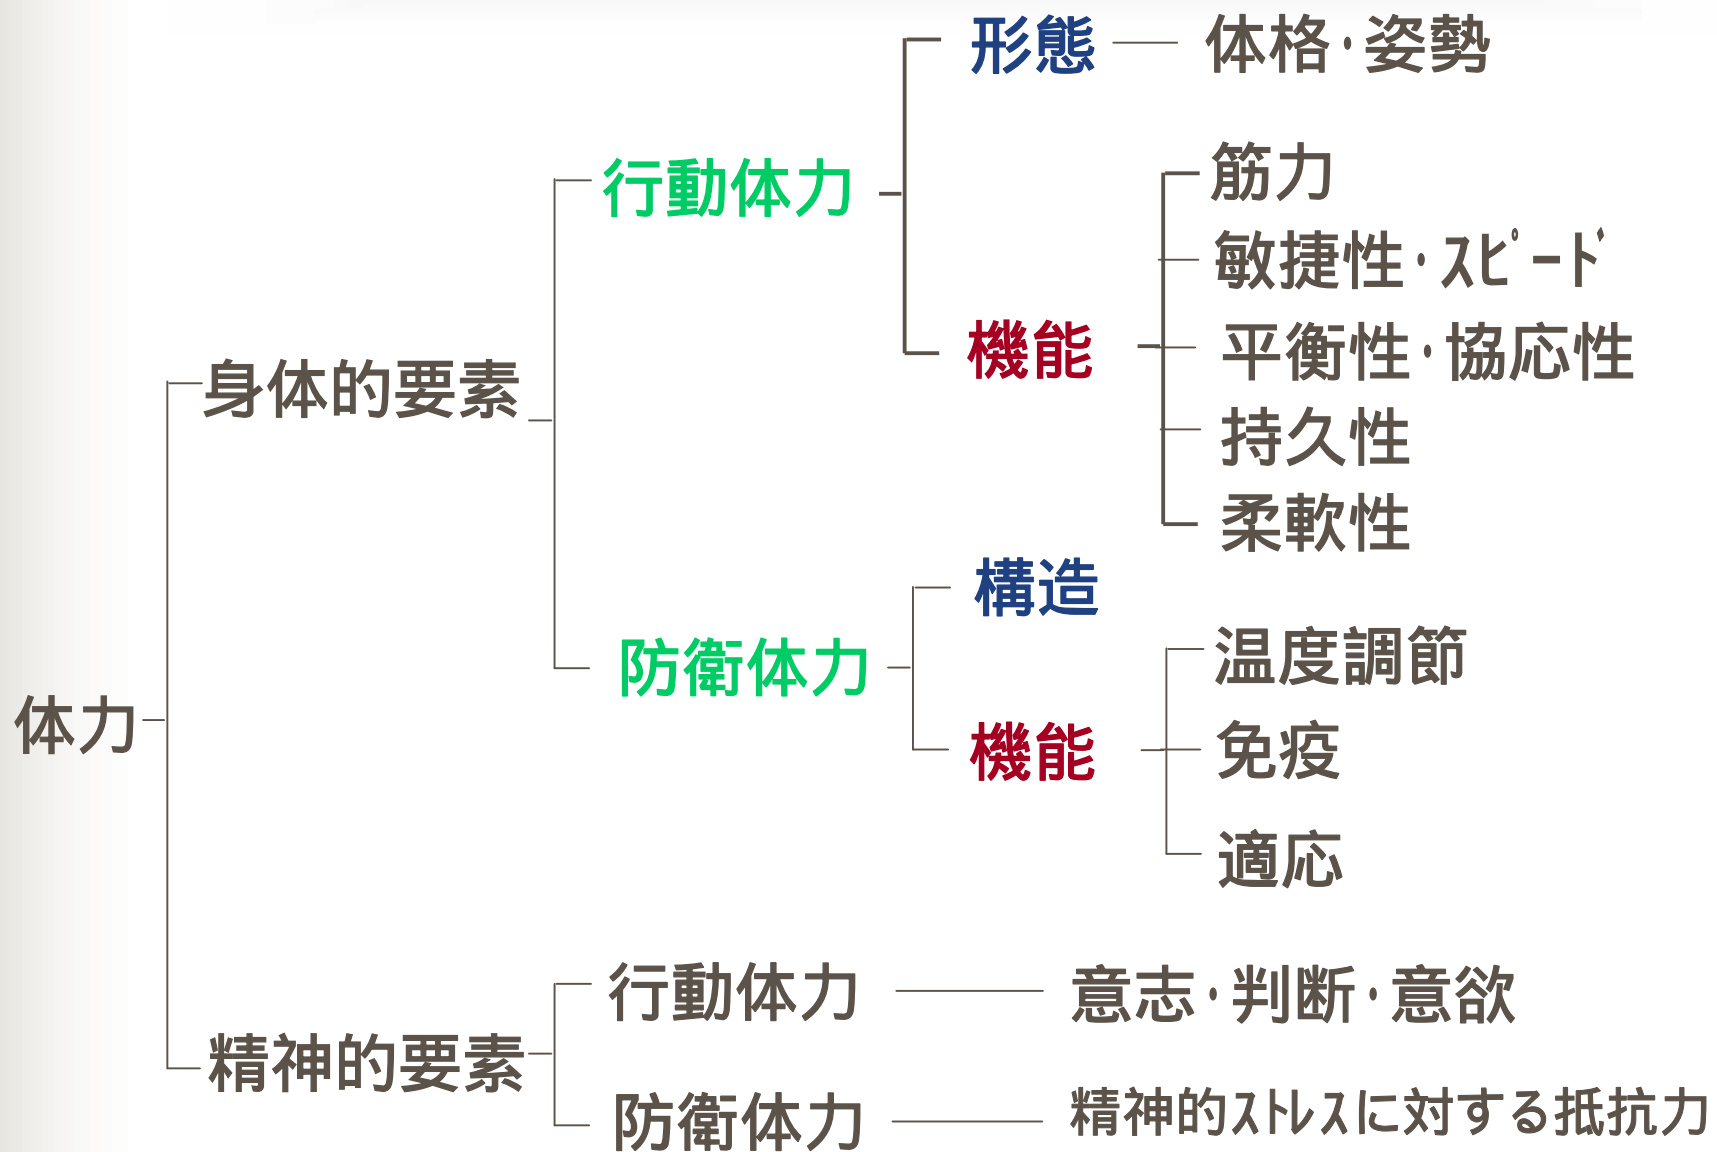 形態
体格・姿勢
行動体力
筋力
敏捷性・ｽﾋﾟｰﾄﾞ
機能
平衡性・協応性
身体的要素
持久性
柔軟性
構造
防衛体力
温度調節
体力
機能
免疫
適応
行動体力
意志・判断・意欲
精神的要素
防衛体力
精神的ｽﾄﾚｽに対する抵抗力